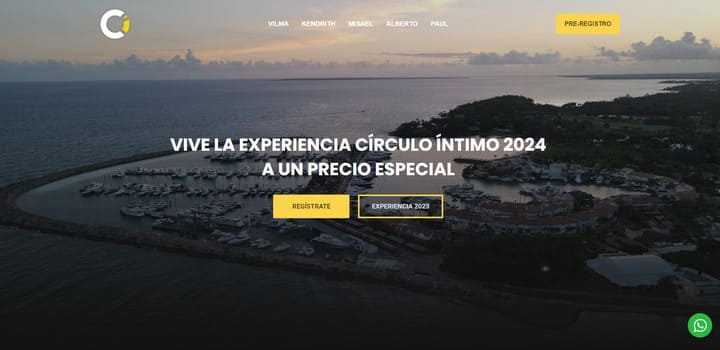 VILMA KENDRITH MISAEL ALBERTO PAUL PRE-REGISTRO
VIVE LA EXPERIENCIA CÍRCULO ÍNTIMO 2024
A UN PRECIO ESPECIAL
REGÍSTRATE EXPERIENCIA 2023